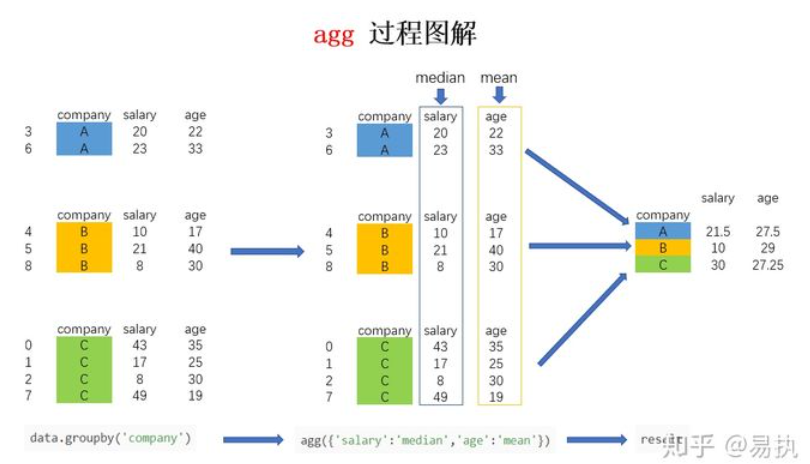 agg 过程图解
median mean
company salary age
3 A 20 22
6 A 23 33
company salary age
4 B 10 17
5 B 21 40
8 B 8 30
company salary age
0 C 43 35
1 C 17 25
2 C 8 30
7 C 49 19
company salary age
3 A 20 22
6 A 23 33
company salary age
4 B 10 17
5 B 21 40
8 B 8 30
company salary age
0 C 43 35
1 C 17 25
2 C 8 30
7 C 49 19
salary age
company
A 21.5 27.5
B 10 29
C 30 27.25
data.groupby('company') agg({'salary':'median','age':'mean'}) result
知乎 @易执